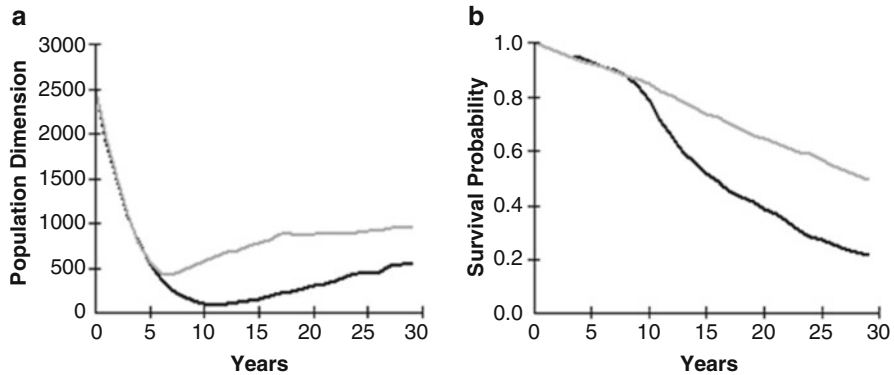 a
Population Dimension
3000
2500
2000
1500
1000
500
0
0 5 10 15 20 25 30
Years
b
Survival Probability
1.0
0.8
0.6
0.4
0.2
0.0
0 5 10 15 20 25 30
Years